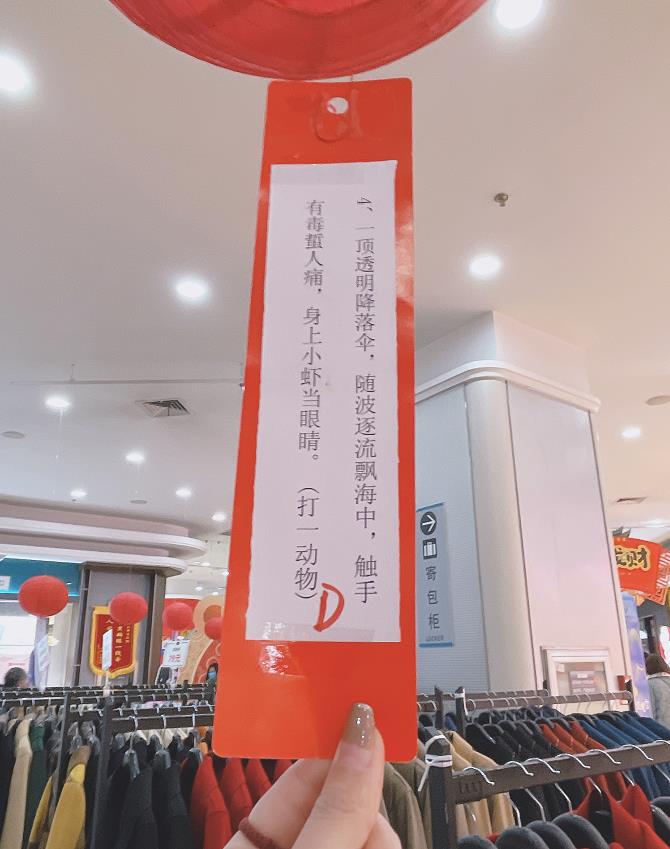 4、一顶透明降落伞，随波逐流飘海中，触手
有毒蜇人痛，身上小虾当眼睛。（打一动物）
D
寄包柜
LOCKER